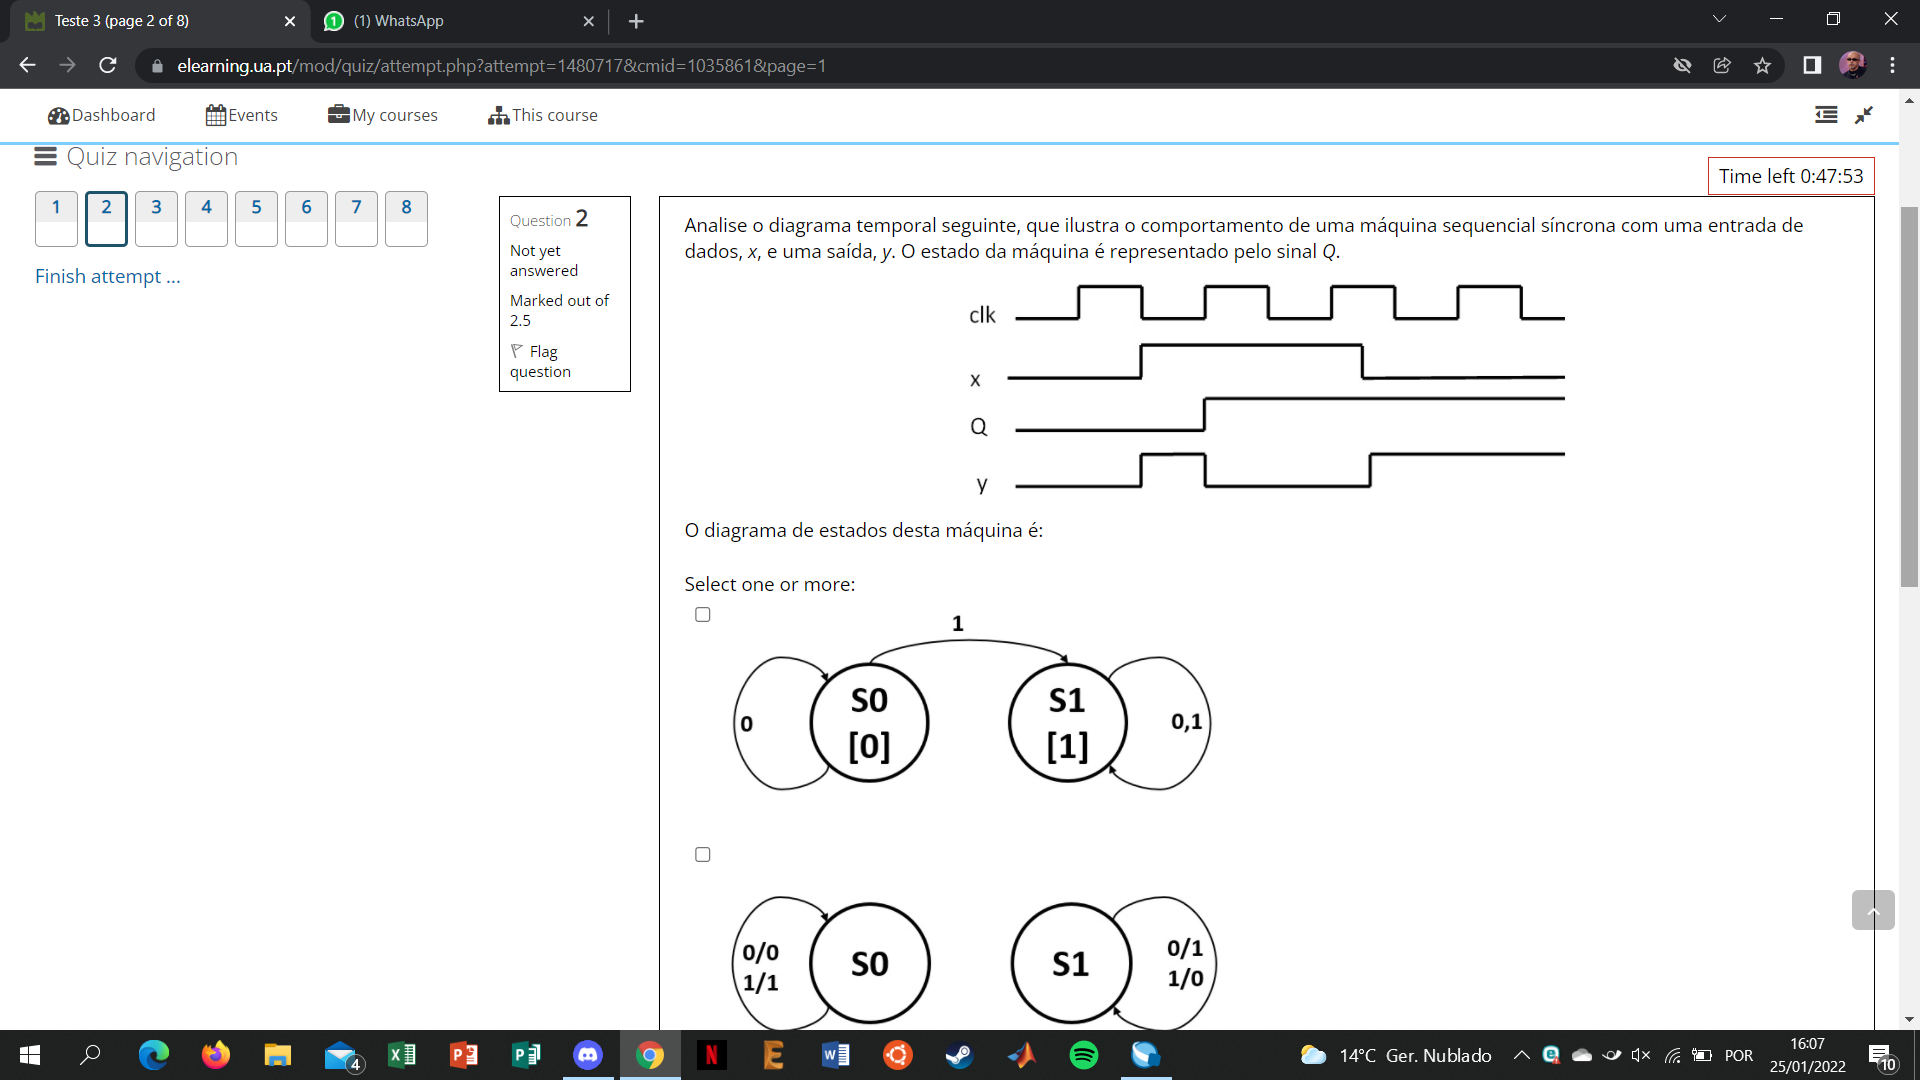 Teste 3 (page 2 of 8)
(1) WhatsApp
elearning.ua.pt/mod/quiz/attempt.php?attempt=1480717&cmid=1035861&page=1
Dashboard
Events
My courses
This course
Quiz navigation
Time left 0:47:53
1 2 3 4 5 6 7 8
Finish attempt ...
Question 2
Not yet
answered
Marked out of
2.5
Flag
question
Analise o diagrama temporal seguinte, que ilustra o comportamento de uma máquina sequencial síncrona com uma entrada de
dados, x, e uma saída, y. O estado da máquina é representado pelo sinal Q.
clk
x
Q
y
O diagrama de estados desta máquina é:
Select one or more:
1
0
S0
[0]
S1
[1]
0,1
0/0
1/1
S0
S1
0/1
1/0
4
14°C Ger. Nublado
POR
16:07
25/01/2022
10